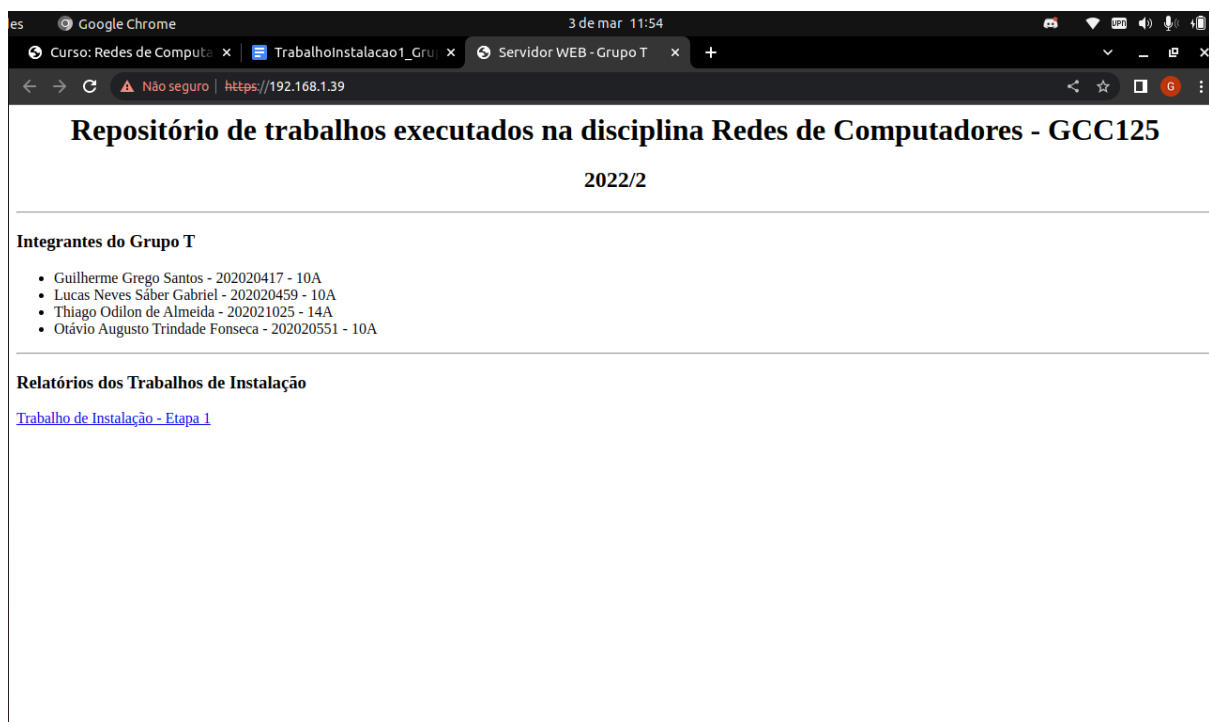 es Google Chrome 3 de mar 11:54
Curso: Redes de Computa TrabalhoInstalacao1_Gru Servidor WEB - Grupo T
Não seguro | https://192.168.1.39 G
Repositório de trabalhos executados na disciplina Redes de Computadores - GCC125
2022/2
Integrantes do Grupo T
Guilherme Grego Santos - 202020417 - 10A
Lucas Neves Sáber Gabriel - 202020459 - 10A
Thiago Odilon de Almeida - 202021025 - 14A
Otávio Augusto Trindade Fonseca - 202020551 - 10A
Relatórios dos Trabalhos de Instalação
Trabalho de Instalação - Etapa 1